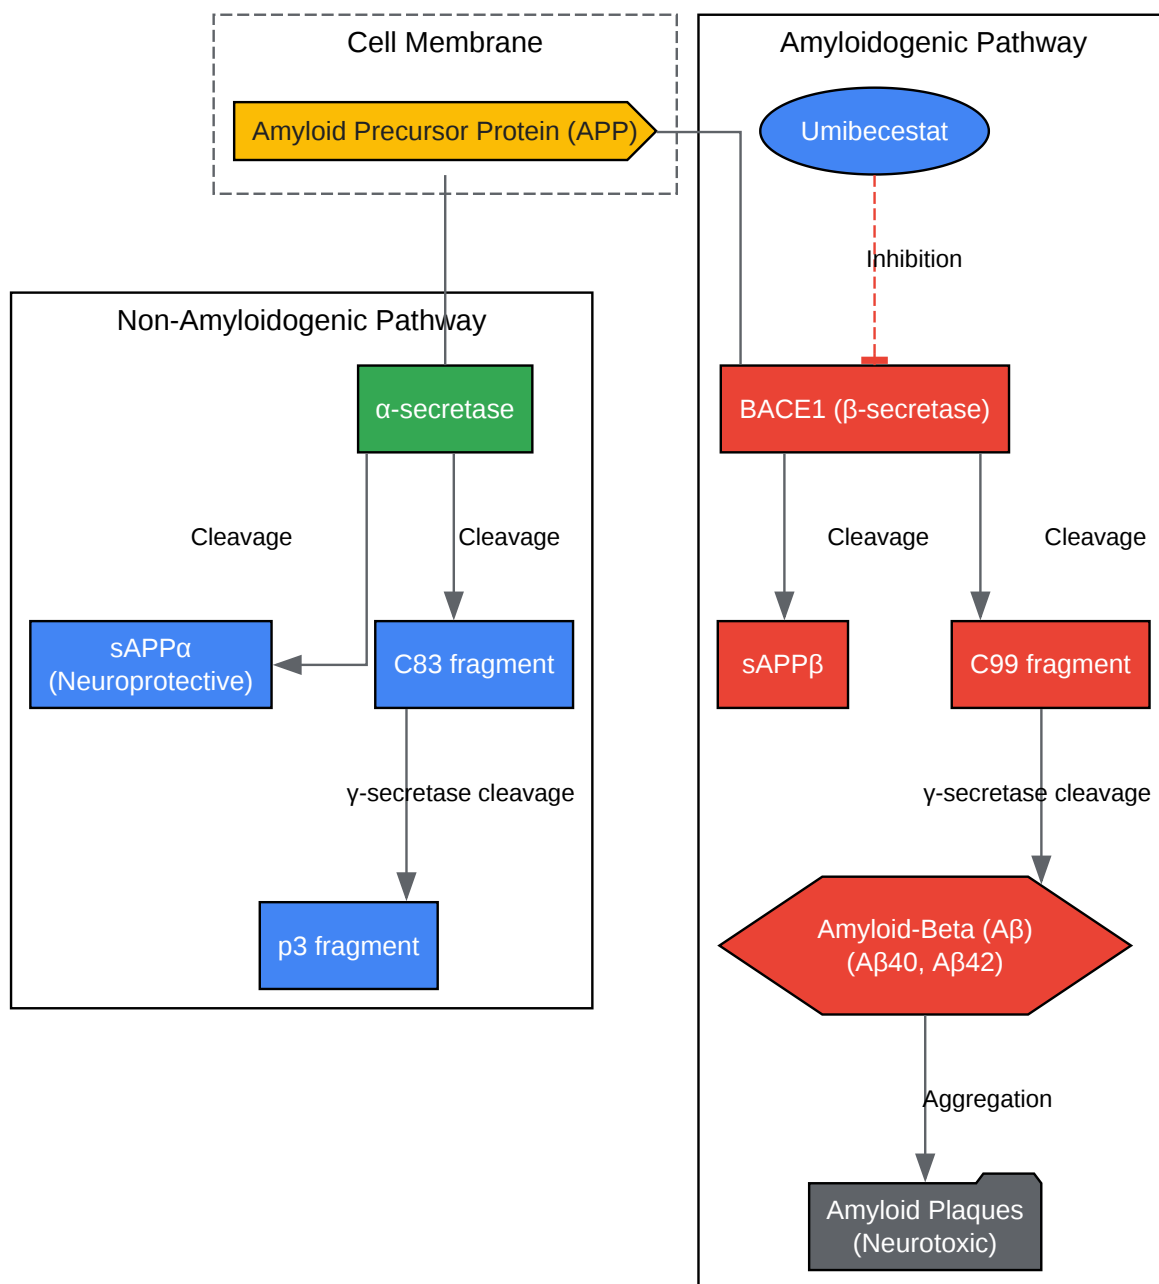 Cell Membrane
Amyloid Precursor Protein (APP)
Amyloidogenic Pathway
Umibecestat
Inhibition
Non-Amyloidogenic Pathway
α-secretase
BACE1 (β-secretase)
Cleavage
Cleavage
Cleavage
Cleavage
sAPPα
(Neuroprotective)
C83 fragment
sAPPβ
C99 fragment
γ-secretase cleavage
γ-secretase cleavage
p3 fragment
Amyloid-Beta (Aβ)
(Aβ40, Aβ42)
Aggregation
Amyloid Plaques
(Neurotoxic)